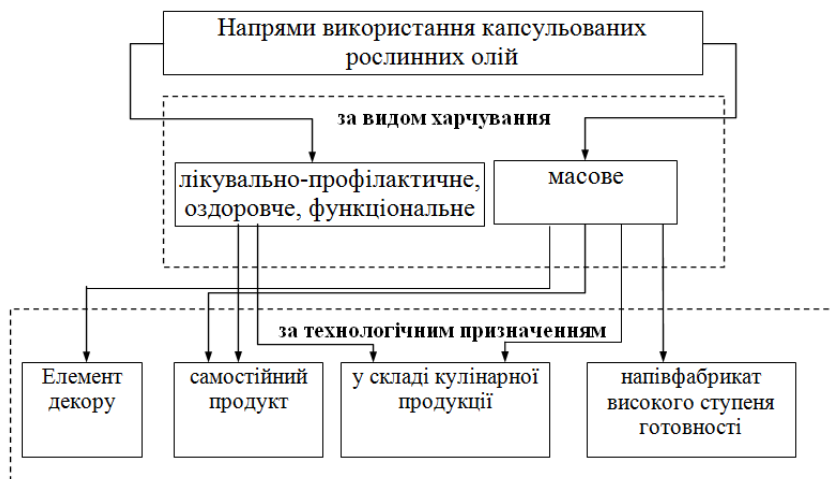 Напрями використання капсульованих
рослинних олій
за видом харчування
лікувально-профілактичне,
оздоровче, функціональне
масове
за технологічним призначенням
Елемент
декору
самостійний
продукт
у складі кулінарної
продукції
напівфабрикат
високого ступеня
готовності